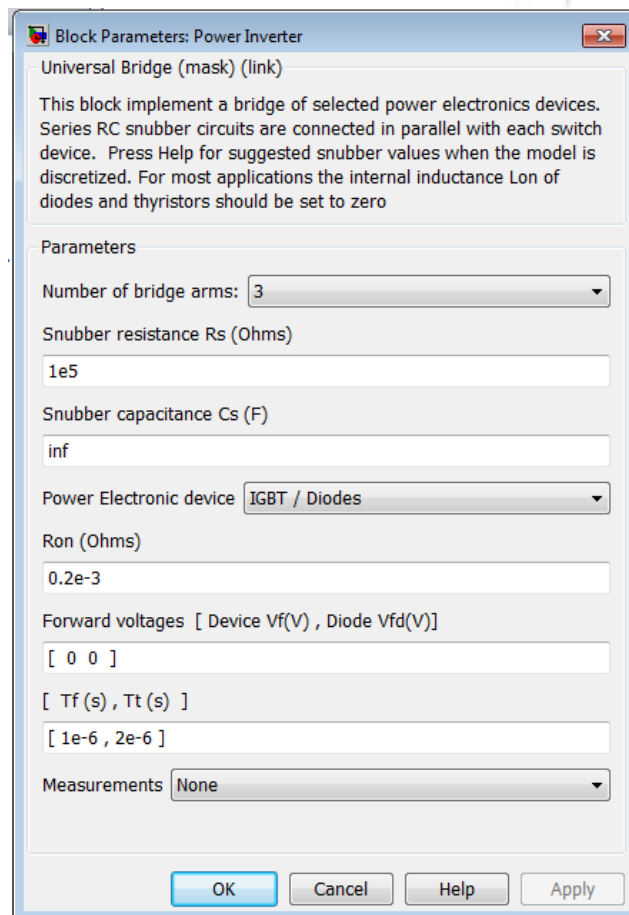 Block Parameters: Power Inverter
Universal Bridge (mask) (link)
This block implement a bridge of selected power electronics devices.
Series RC snubber circuits are connected in parallel with each switch
device. Press Help for suggested snubber values when the model is
discretized. For most applications the internal inductance Lon of
diodes and thyristors should be set to zero
Parameters
Number of bridge arms: 3
Snubber resistance Rs (Ohms)
1e5
Snubber capacitance Cs (F)
inf
Power Electronic device IGBT / Diodes
Ron (Ohms)
0.2e-3
Forward voltages [ Device Vf(V) , Diode Vfd(V)]
[ 0 0 ]
[ Tf (s) , Tt (s) ]
[ 1e-6 , 2e-6 ]
Measurements None
OK Cancel Help Apply